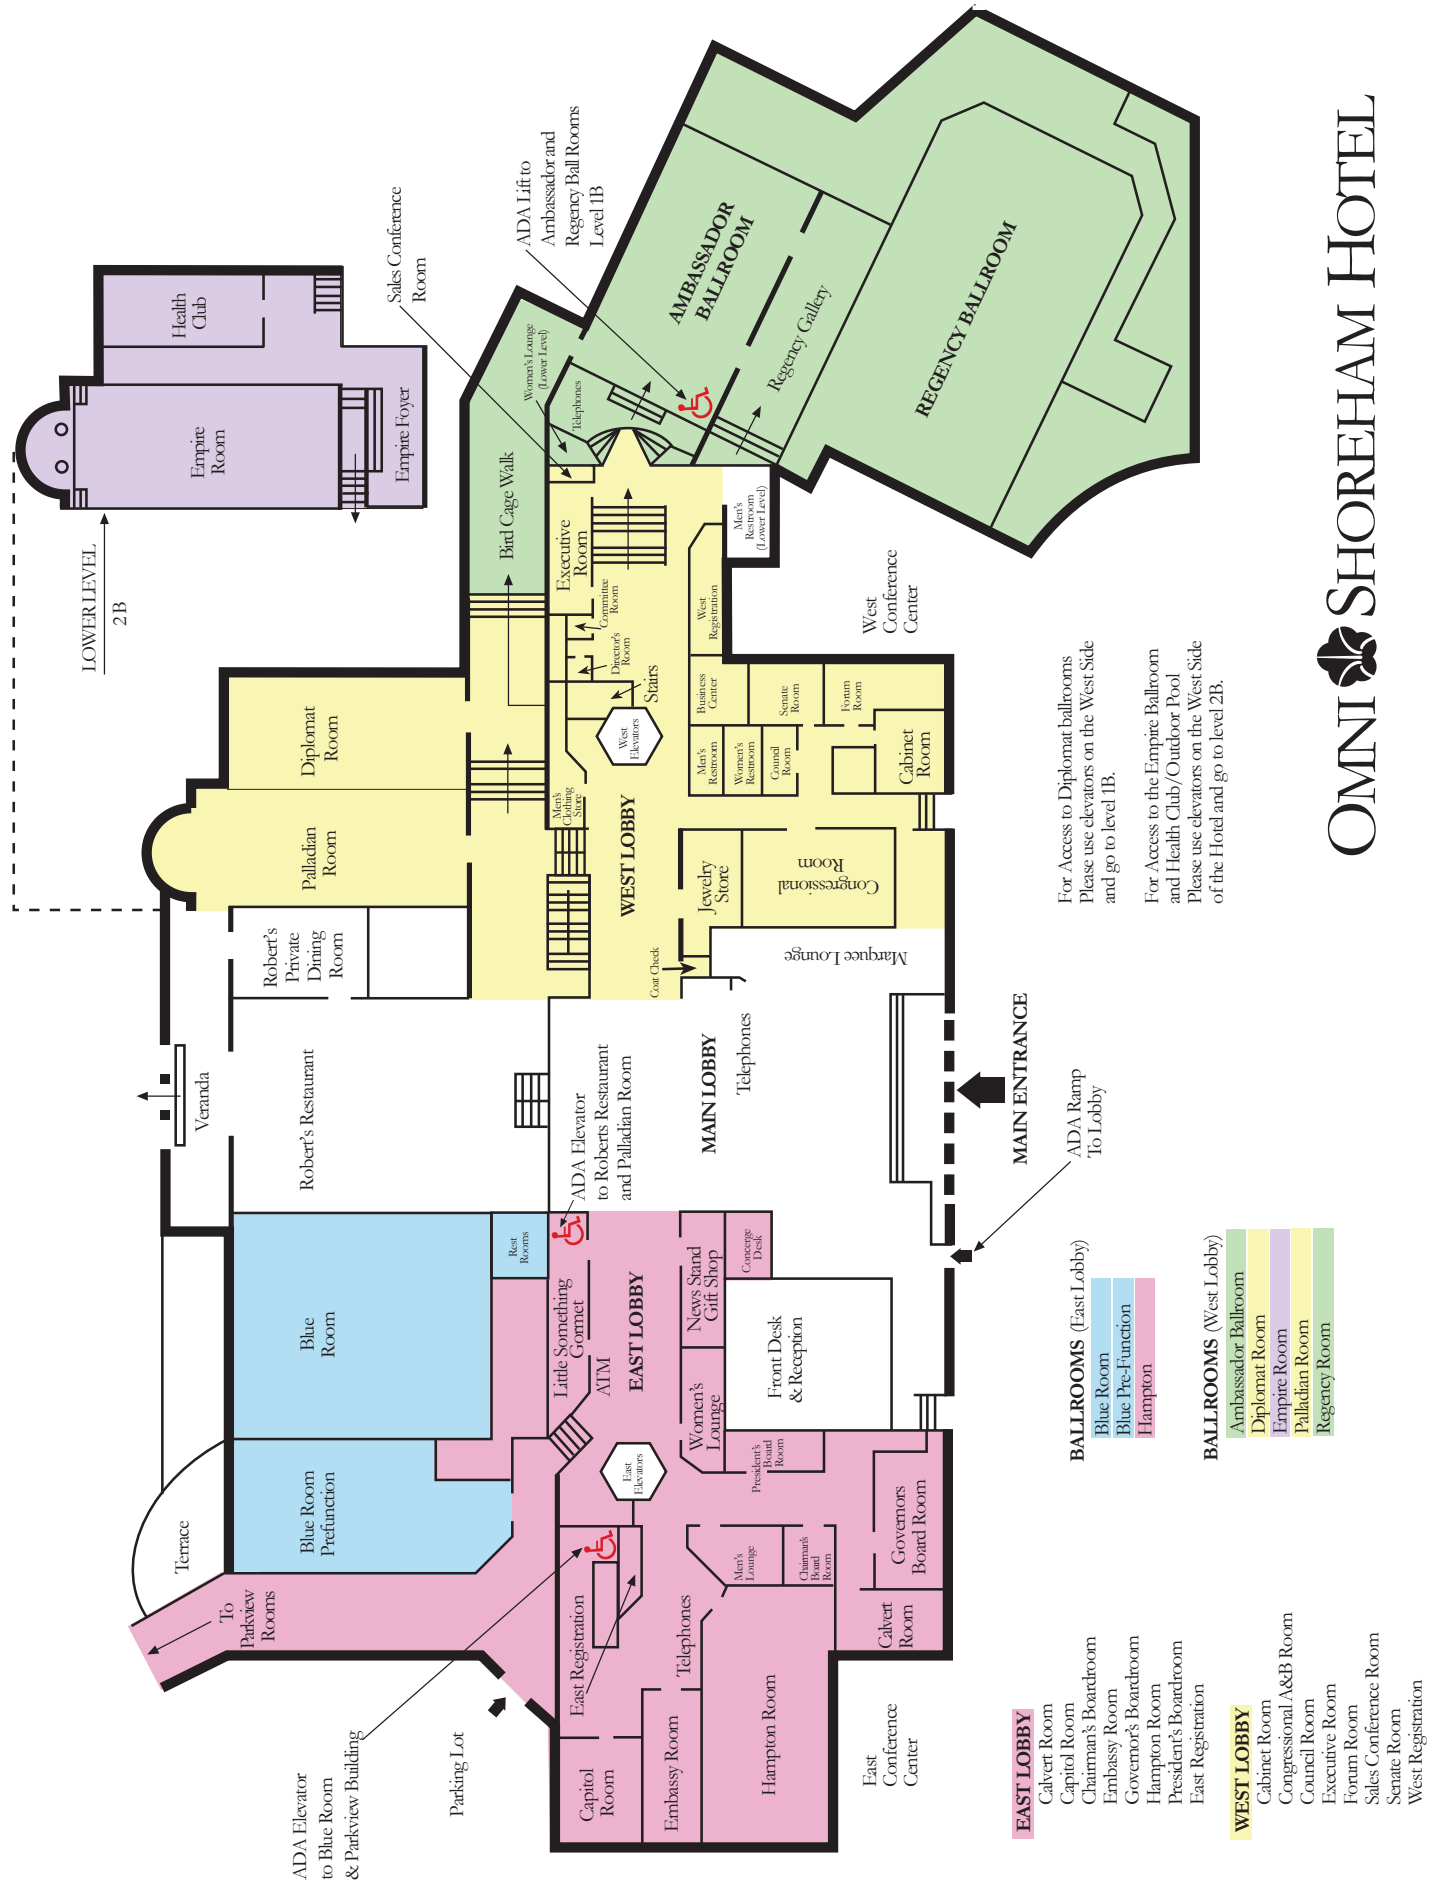 To
Parkview
Rooms
Terrace
Veranda
LOWER LEVEL
2B
Blue Room
Prefunction
Blue
Room
Robert's Restaurant
Robert's
Private
Dining
Room
Palladian
Room
Diplomat
Room
Empire
Room
Health
Club
Empire Foyer
Sales Conference
Room
ADA Lift to
Ambassador and
Regency Ball Rooms
Level 1B
ADA Elevator
to Blue Room
& Parkview Building
Parking Lot
Rest
Rooms
ADA Elevator
to Roberts Restaurant
and Palladian Room
Bird Cage Walk
Women's Lounge
(Lower Level)
Telephones
Executive
Room
Committee
Room
Director's
Room
Stairs
West
Elevators
Men's
Clothing
Store
WEST LOBBY
AMBASSADOR
BALLROOM
Regency Gallery
REGENCY BALLROOM
Men's
Restroom
(Lower Level)
West
Registration
Business
Center
Senate
Room
Forum
Room
Men's
Restroom
Women's
Restroom
Council
Room
Cabinet
Room
West
Conference
Center
Jewelry
Store
Congressional
Room
Coat Check
Marquee Lounge
MAIN LOBBY
Telephones
Little Something
Gormet
ATM
EAST LOBBY
News Stand
Gift Shop
Concerge
Desk
Women's
Lounge
Front Desk
& Reception
East
Elevators
President's
Board
Room
East Registration
Telephones
Men's
Lounge
Chairman's
Board
Room
Governors
Board Room
Calvert
Room
Capitol
Room
Embassy Room
Hampton Room
East
Conference
Center
MAIN ENTRANCE
ADA Ramp
To Lobby
EAST LOBBY
Calvert Room
Capitol Room
Chairman's Boardroom
Embassy Room
Governor's Boardroom
Hampton Room
President's Boardroom
East Registration
WEST LOBBY
Cabinet Room
Congressional A&B Room
Council Room
Executive Room
Forum Room
Sales Conference Room
Senate Room
West Registration
BALLROOMS (East Lobby)
Blue Room
Blue Pre-Function
Hampton
BALLROOMS (West Lobby)
Ambassador Ballroom
Diplomat Room
Empire Room
Palladian Room
Regency Room
For Access to Diplomat ballrooms
Please use elevators on the West Side
and go to level 1B.
For Access to the Empire Ballroom
and Health Club/Outdoor Pool
Please use elevators on the West Side
of the Hotel and go to level 2B.
OMNI SHOREHAM HOTEL